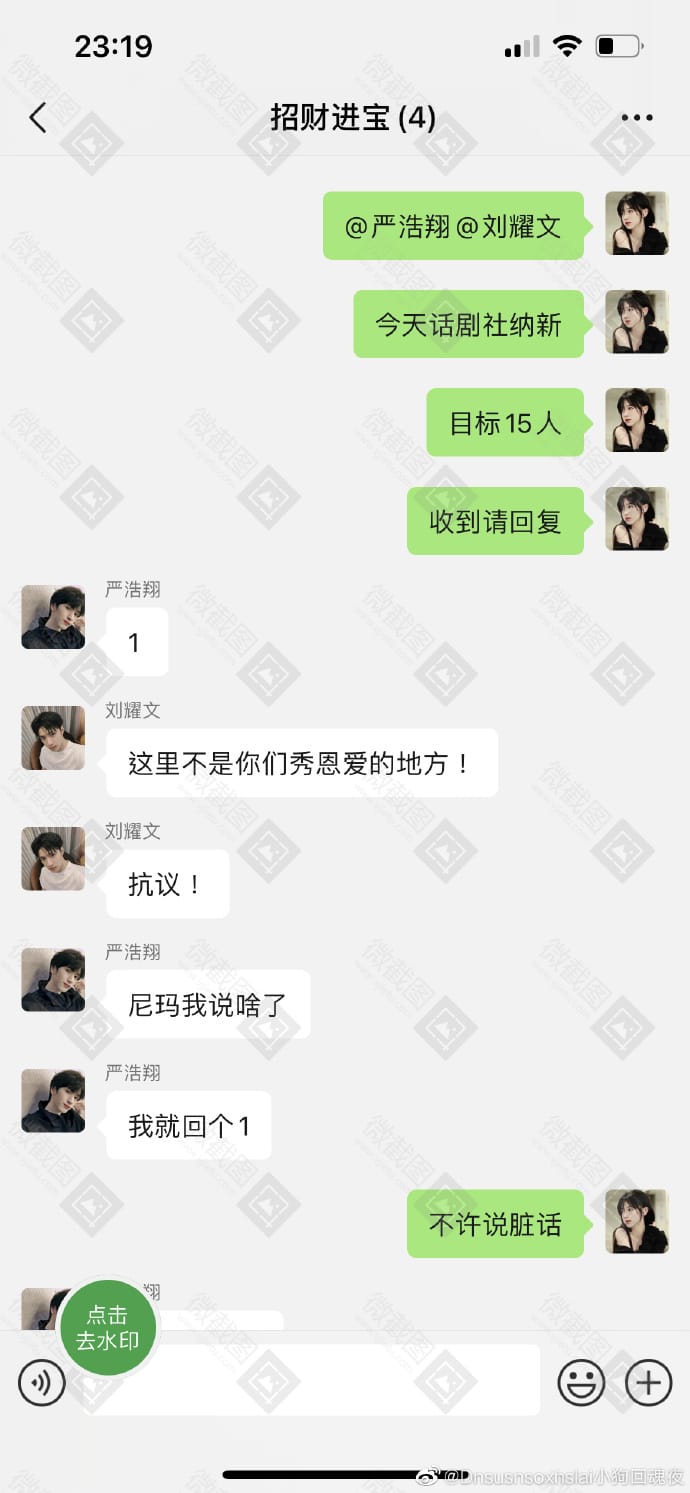 23:19
招财进宝(4)
@严浩翔@刘耀文
今天话剧社纳新
目标15人
收到请回复
严浩翔
1
刘耀文
这里不是你们秀恩爱的地方！
刘耀文
抗议！
严浩翔
尼玛我说啥了
严浩翔
我就回个1
不许说脏话
翔
点击
去水印
微截图
@Dnsusnsoxhslai小狗回魂夜